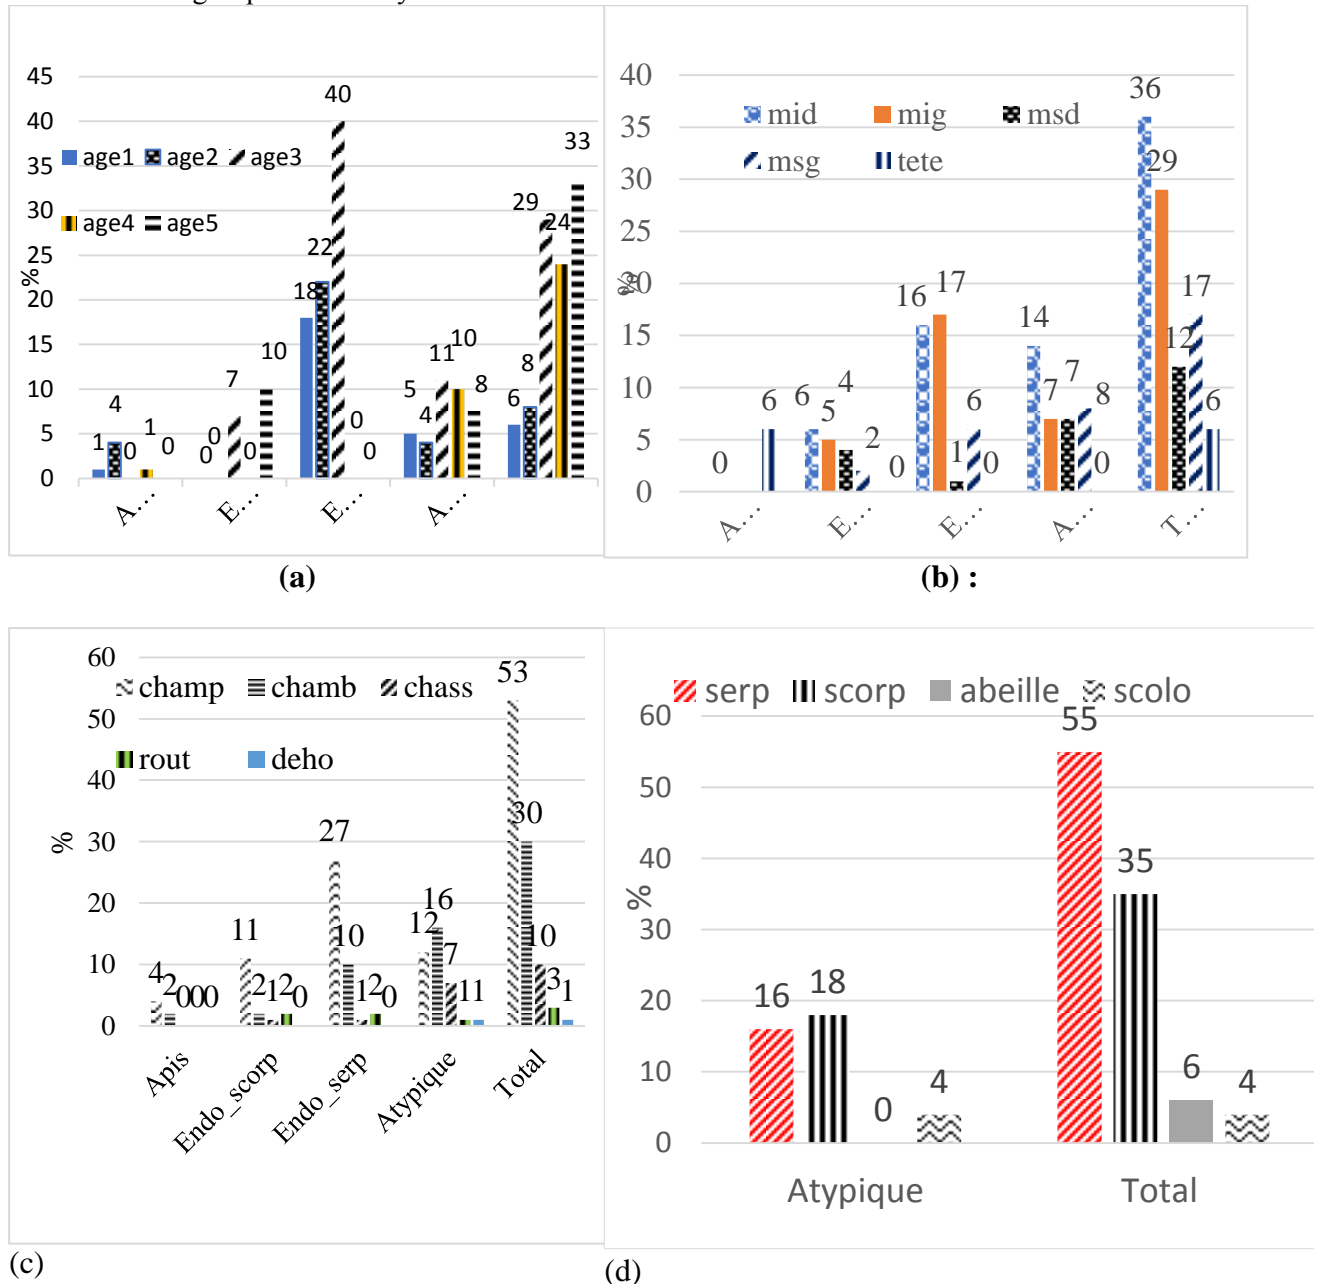 45
40
35
30
25
20
15
10
5
0
%
age1 age2 age3
age4 age5
1 4 0 1 0
0 0 7 0 10
18 22 40 0 0
5 4 11 10 8
6 8 29 24 33
A... E... E... A...
(a)
40
35
30
25
20
15
10
5
0
%
mid mig msd
msg tete
0 6
6 5 4 2 0
16 17 1 6 0
14 7 7 8 0
36 29 12 17 6
A... E... E... A... T...
(b) :
60
50
40
30
20
10
0
%
champ chamb chass
rout deho
4 2 0 0 0
11 2 1 2 0
27 10 1 2 0
12 16 7 1 1
53 30 10 3 1
Apis Endo_scorp Endo_serp Atypique Total
(c)
serp scorp abeille scolo
60
50
40
30
20
10
0
%
16 18 0 4
55 35 6 4
Atypique Total
(d)